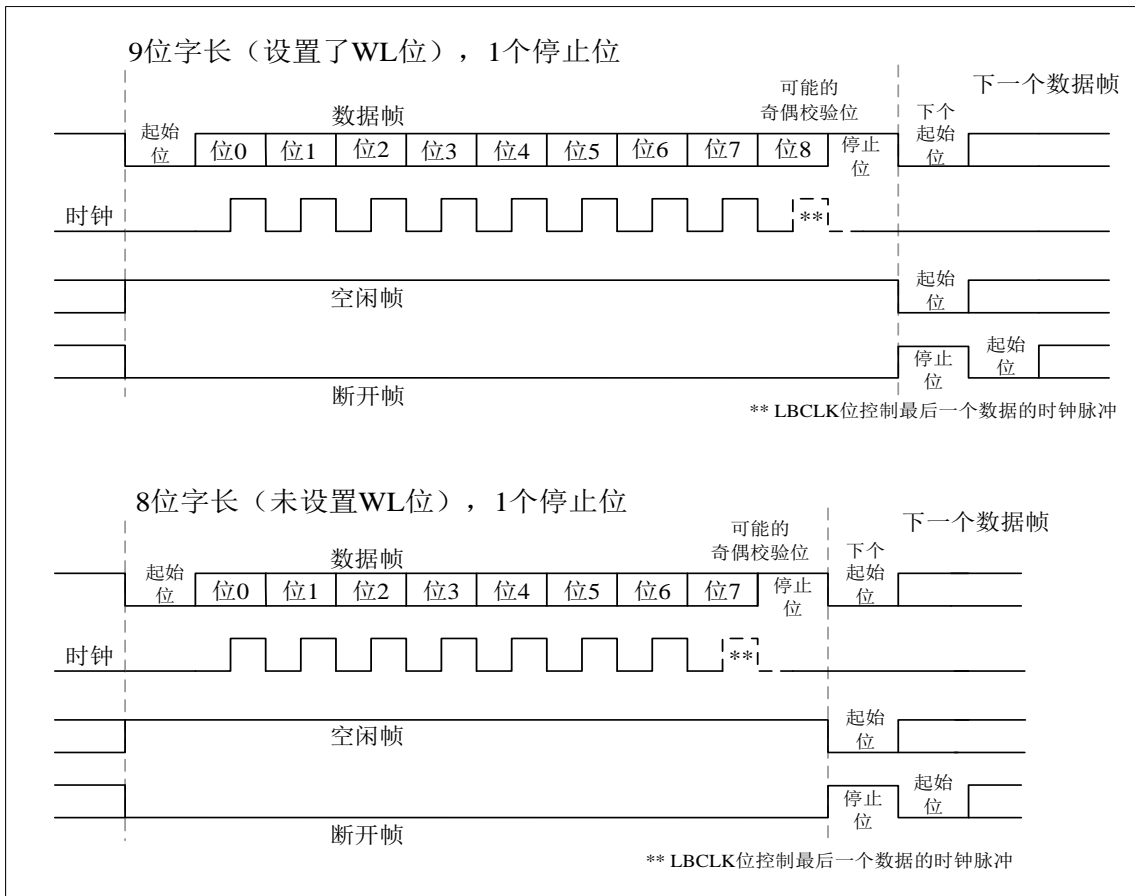 9位字长（设置了WL位），1个停止位
下一个数据帧
可能的
奇偶校验位
数据帧
起始
位
位0
位1
位2
位3
位4
位5
位6
位7
位8
停止
位
下个
起始
位
时钟
**
空闲帧
起始
位
断开帧
停止
位
起始
位
** LBCLK位控制最后一个数据的时钟脉冲
8位字长（未设置WL位），1个停止位
下一个数据帧
可能的
奇偶校验位
数据帧
起始
位
位0
位1
位2
位3
位4
位5
位6
位7
停止
位
下个
起始
位
时钟
**
空闲帧
起始
位
断开帧
停止
位
起始
位
** LBCLK位控制最后一个数据的时钟脉冲